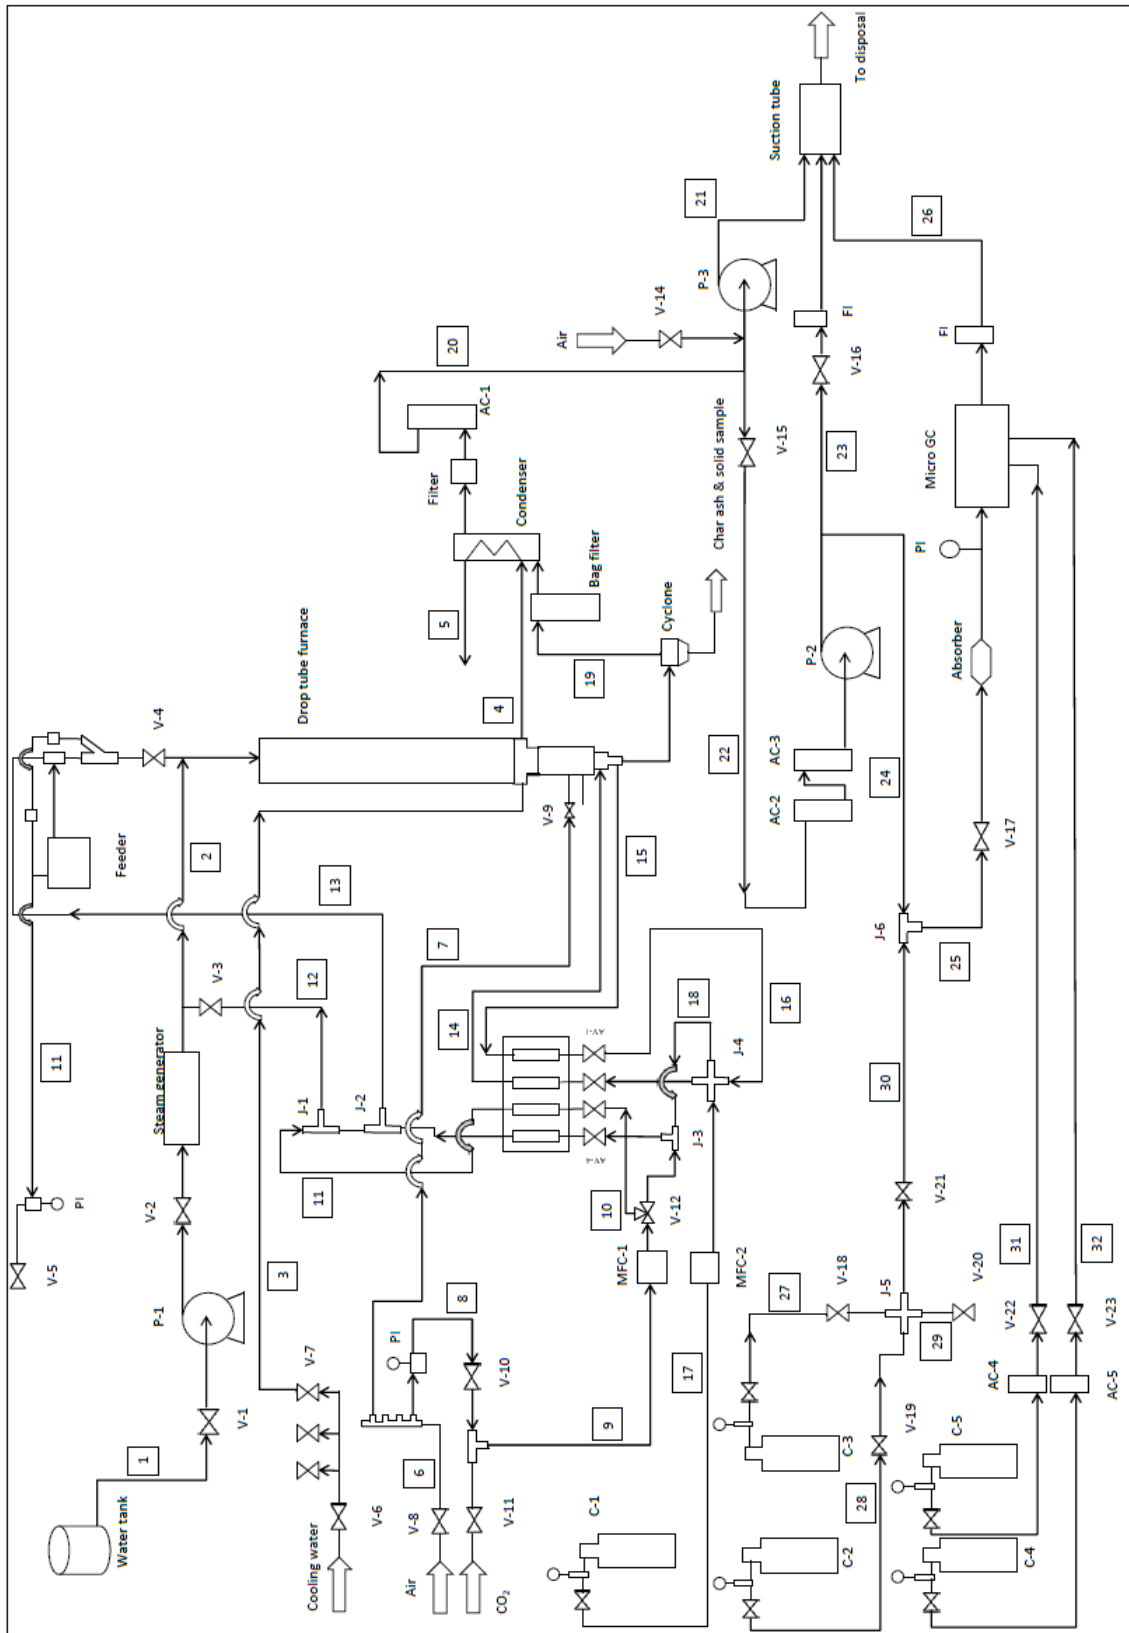 Water tank
1
V-1
P-1
V-2
Steam generator
V-3
2
V-4
V-5
PI
11
Feeder
Drop tube furnace
Cooling water
V-6
V-7
3
4
5
Air
V-8
6
7
V-9
PI
8
V-10
CO₂
V-11
9
MFC-1
V-12
10
11
J-1
J-2
J-3
J-4
12
13
14
15
16
17
18
MFC-2
C-1
Cyclone
Char ash & solid sample
19
Bag filter
Condenser
Filter
AC-1
20
Air
V-14
P-3
21
V-15
22
AC-2
AC-3
P-2
23
V-16
FI
Suction tube
To disposal
24
J-6
25
V-17
Absorber
PI
Micro GC
FI
26
C-2
C-3
27
V-18
28
V-19
J-5
29
V-20
V-21
30
C-4
C-5
AC-4
AC-5
V-22
V-23
31
32